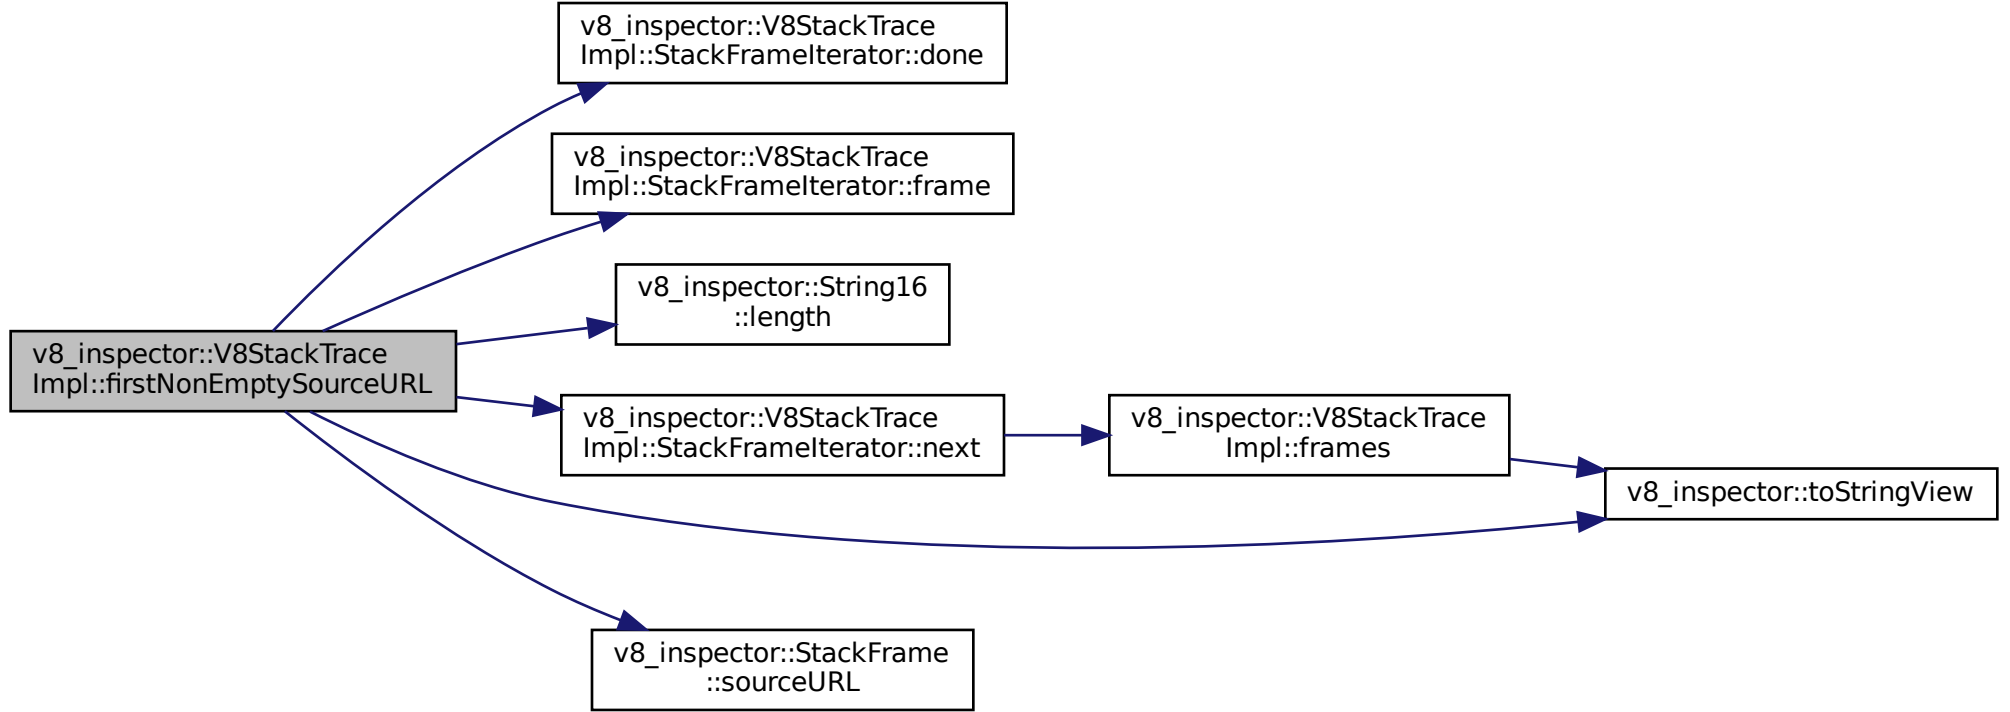 v8_inspector::V8StackTrace
Impl::StackFrameIterator::done
v8_inspector::V8StackTrace
Impl::StackFrameIterator::frame
v8_inspector::String16
::length
v8_inspector::V8StackTrace
Impl::firstNonEmptySourceURL
v8_inspector::V8StackTrace
Impl::StackFrameIterator::next
v8_inspector::V8StackTrace
Impl::frames
v8_inspector::toStringView
v8_inspector::StackFrame
::sourceURL